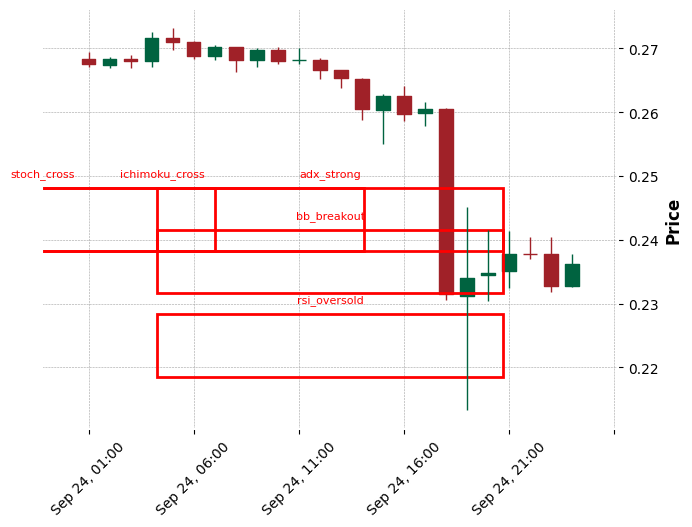 0.27
0.26
stoch_cross ichimoku_cross adx_strong
0.25
bb_breakout
0.24
Price
rsi_oversold
0.23
0.22
Sep 24, 01:00
Sep 24, 06:00
Sep 24, 11:00
Sep 24, 16:00
Sep 24, 21:00